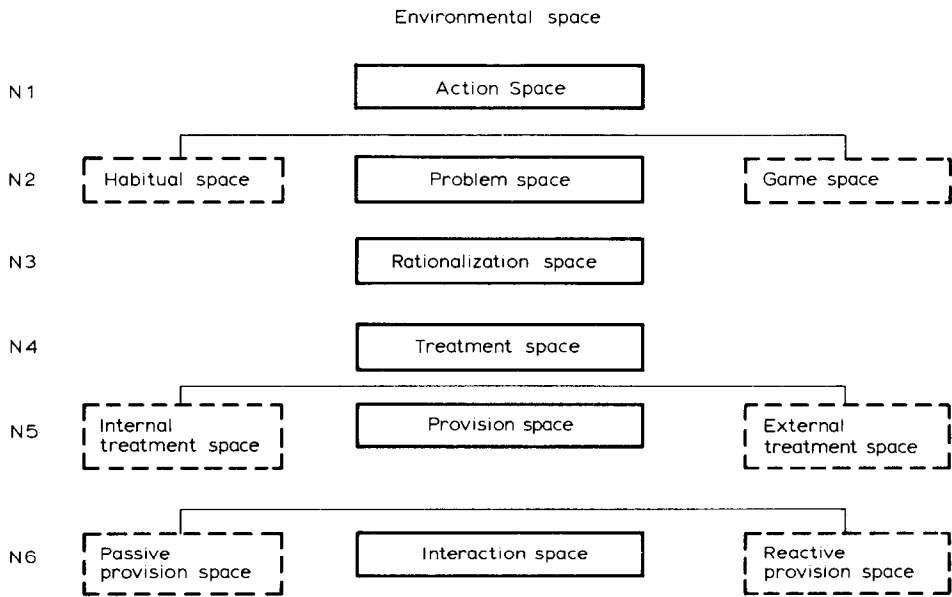 Environmental space
N1
Action Space
N2
Habitual space
Problem space
Game space
N3
Rationalization space
N4
Treatment space
N5
Internal
treatment space
Provision space
External
treatment space
N6
Passive
provision space
Interaction space
Reactive
provision space